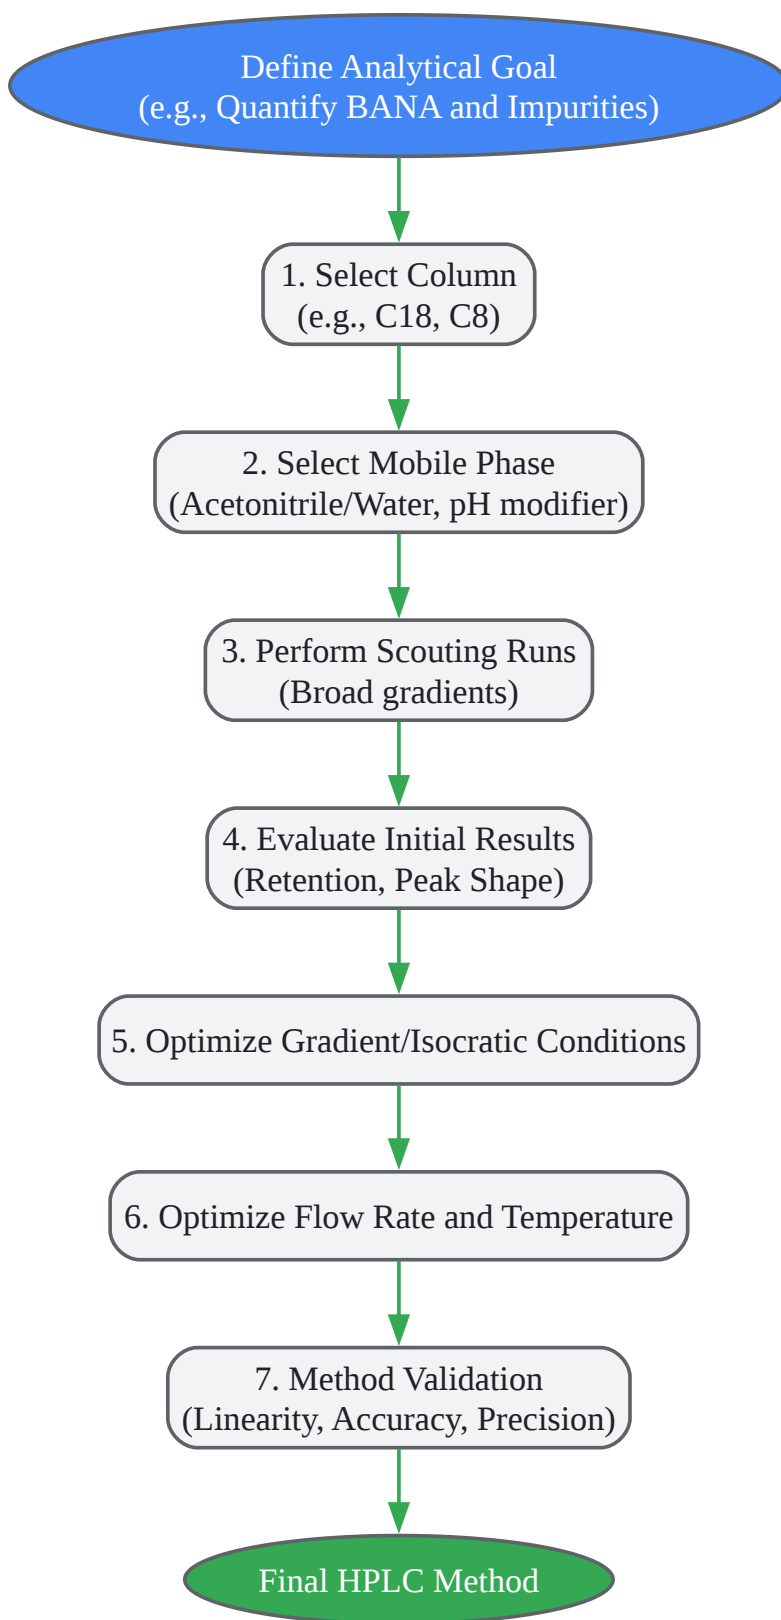 Define Analytical Goal
(e.g., Quantify BANA and Impurities)
1. Select Column
(e.g., C18, C8)
2. Select Mobile Phase
(Acetonitrile/Water, pH modifier)
3. Perform Scouting Runs
(Broad gradients)
4. Evaluate Initial Results
(Retention, Peak Shape)
5. Optimize Gradient/Isocratic Conditions
6. Optimize Flow Rate and Temperature
7. Method Validation
(Linearity, Accuracy, Precision)
Final HPLC Method